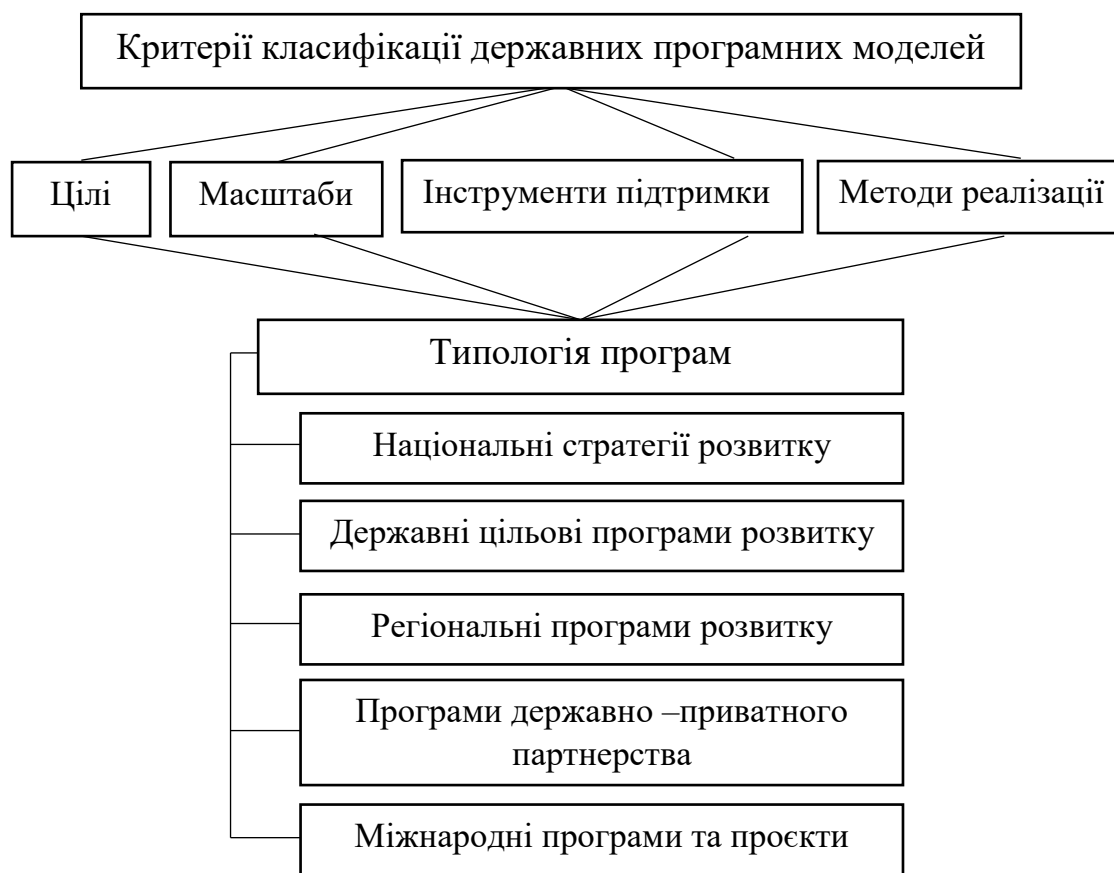 Критерії класифікації державних програмних моделей
Цілі
Масштаби
Інструменти підтримки
Методи реалізації
Типологія програм
Національні стратегії розвитку
Державні цільові програми розвитку
Регіональні програми розвитку
Програми державно –приватного
партнерства
Міжнародні програми та проєкти